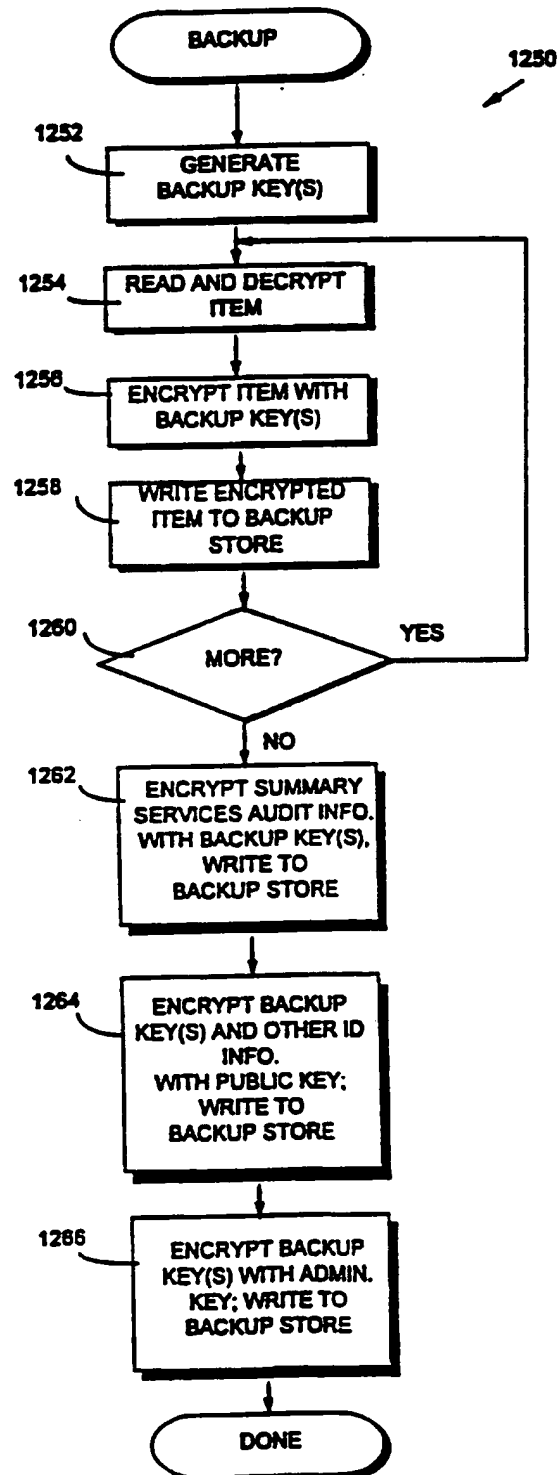 BACKUP
1250
1252
GENERATE
BACKUP KEY(S)
1254
READ AND DECRYPT
ITEM
1256
ENCRYPT ITEM WITH
BACKUP KEY(S)
1258
WRITE ENCRYPTED
ITEM TO BACKUP
STORE
1260
MORE?
YES
NO
1262
ENCRYPT SUMMARY
SERVICES AUDIT INFO.
WITH BACKUP KEY(S),
WRITE TO
BACKUP STORE
1264
ENCRYPT BACKUP
KEY(S) AND OTHER ID
INFO.
WITH PUBLIC KEY;
WRITE TO
BACKUP STORE
1266
ENCRYPT BACKUP
KEY(S) WITH ADMIN.
KEY; WRITE TO
BACKUP STORE
DONE